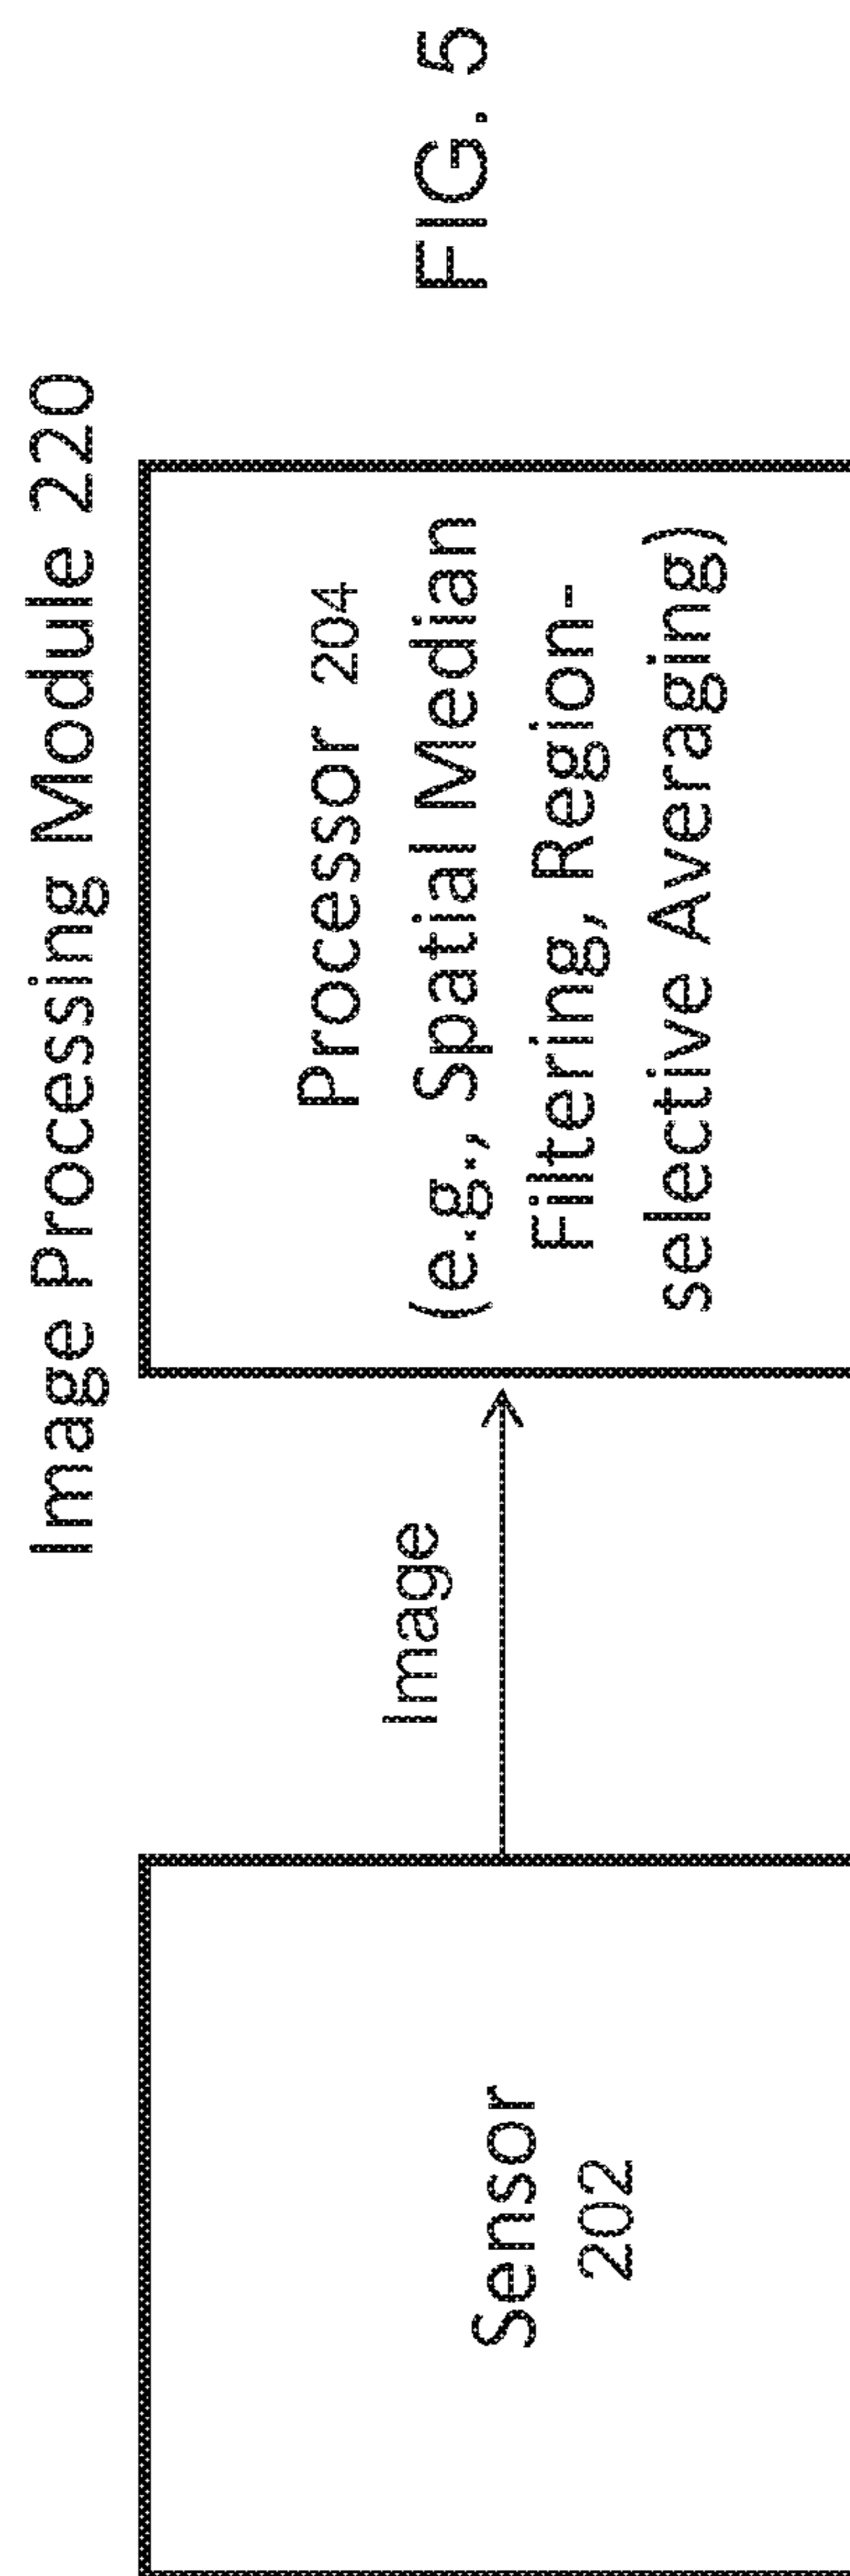 Image Processing Module 220
Sensor
202
Image
Processor 204
(e.g., Spatial Median
Filtering, Region-
selective Averaging)
FIG. 5